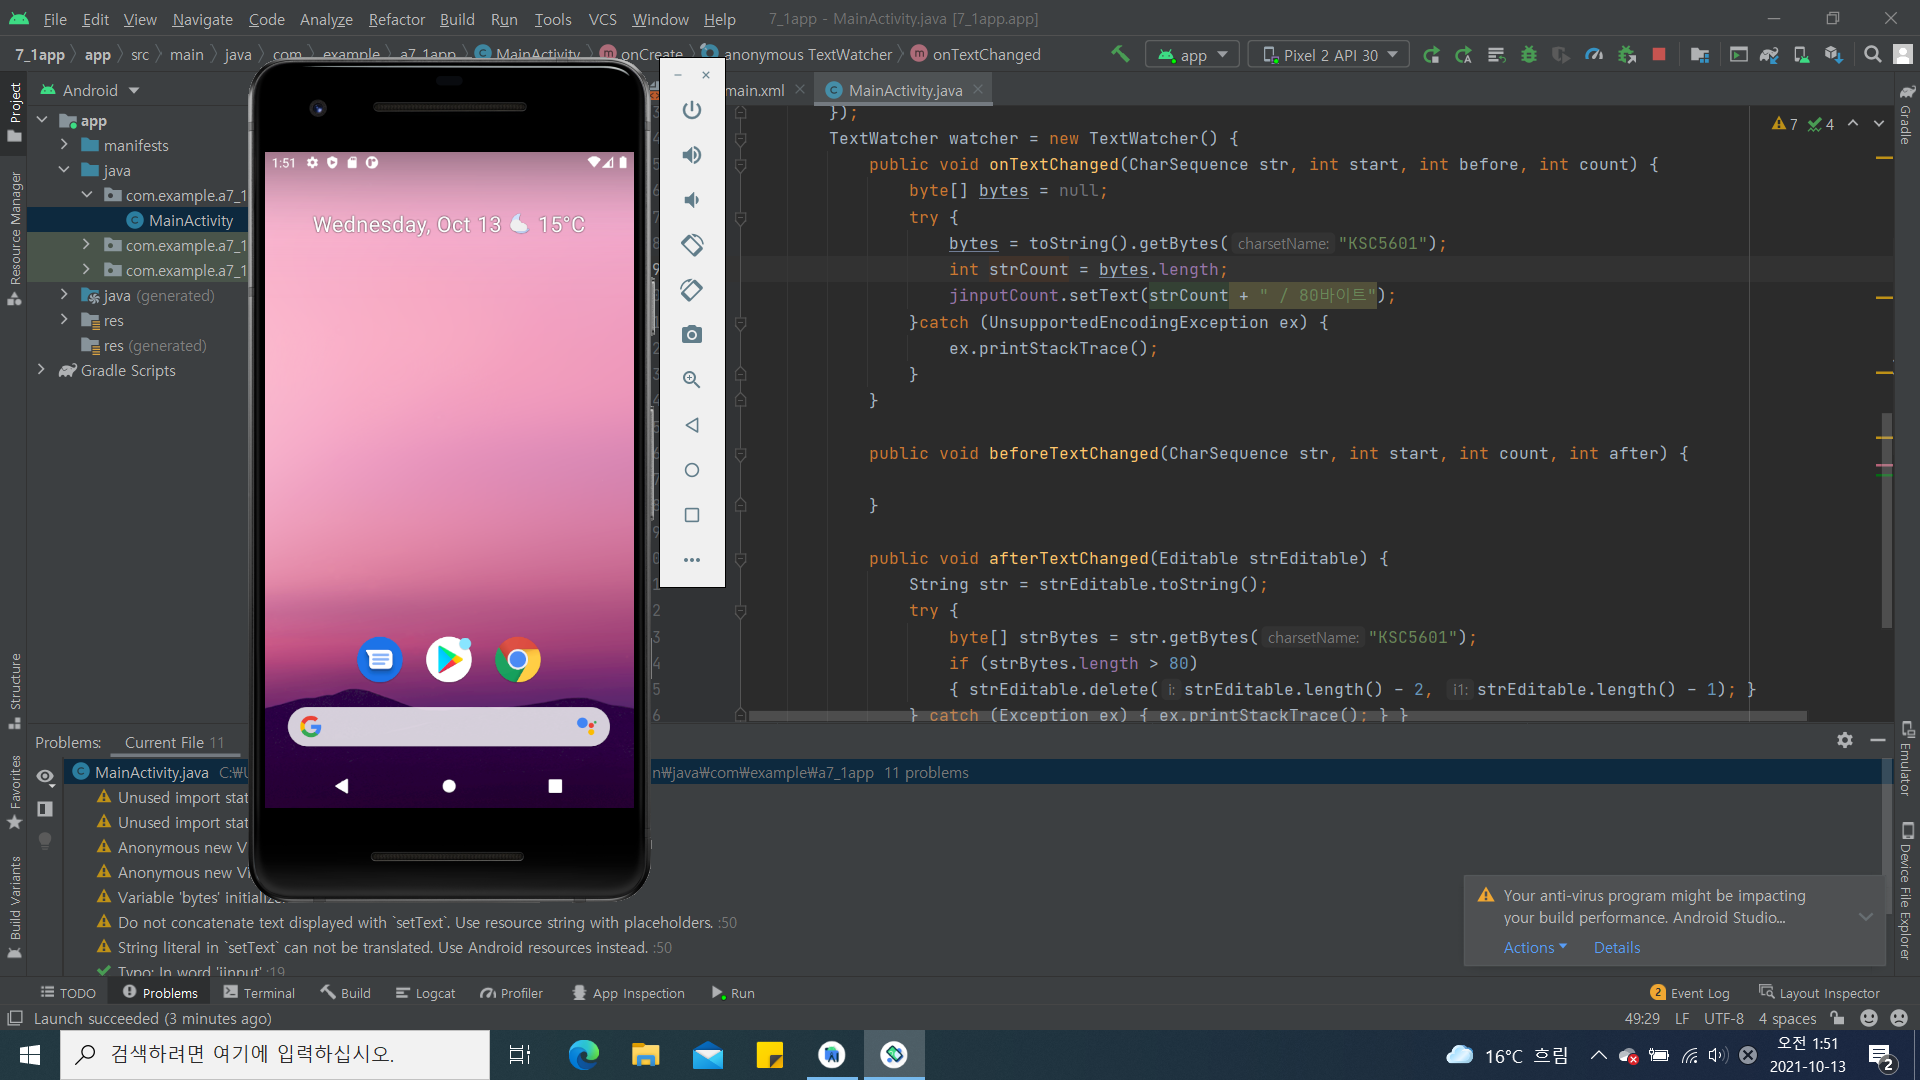 File Edit View Navigate Code Analyze Refactor Build Run Tools VCS Window Help 7_1app - MainActivity.java [7_1app.app]
7_1app app src main java com example a7_1app MainActivity onCreate anonymous TextWatcher onTextChanged app Pixel 2 API 30
Android
main.xml MainActivity.java
Project
Resource Manager
Structure
Favorites
Build Variants
Gradle
Emulator
Device File Explorer
app
manifests
java
com.example.a7_1
MainActivity
com.example.a7_1
com.example.a7_1
java (generated)
res
res (generated)
Gradle Scripts
1:51
Wednesday, Oct 13 15°C
7 4
});
TextWatcher watcher = new TextWatcher() {
public void onTextChanged(CharSequence str, int start, int before, int count) {
byte[] bytes = null;
try {
bytes = toString().getBytes( charsetName: "KSC5601");
int strCount = bytes.length;
jinputCount.setText(strCount + " / 80바이트");
}catch (UnsupportedEncodingException ex) {
ex.printStackTrace();
}
}
public void beforeTextChanged(CharSequence str, int start, int count, int after) {
}
public void afterTextChanged(Editable strEditable) {
String str = strEditable.toString();
try {
byte[] strBytes = str.getBytes( charsetName: "KSC5601");
if (strBytes.length > 80)
{ strEditable.delete( i: strEditable.length() - 2, i1: strEditable.length() - 1); }
} catch (Exception ex) { ex.printStackTrace(); } }
Problems: Current File 11
MainActivity.java C:₩U n₩java₩com₩example₩a7_1app 11 problems
Unused import stat
Unused import stat
Anonymous new V
Anonymous new Vi
Variable 'bytes' initialize
Do not concatenate text displayed with `setText`. Use resource string with placeholders. :50
String literal in `setText` can not be translated. Use Android resources instead. :50
Typo: In word 'jinput' :19
Your anti-virus program might be impacting
your build performance. Android Studio...
Actions Details
TODO Problems Terminal Build Logcat Profiler App Inspection Run 2 Event Log Layout Inspector
Launch succeeded (3 minutes ago) 49:29 LF UTF-8 4 spaces
검색하려면 여기에 입력하십시오. 16°C 흐림 오전 1:51
2021-10-13 2